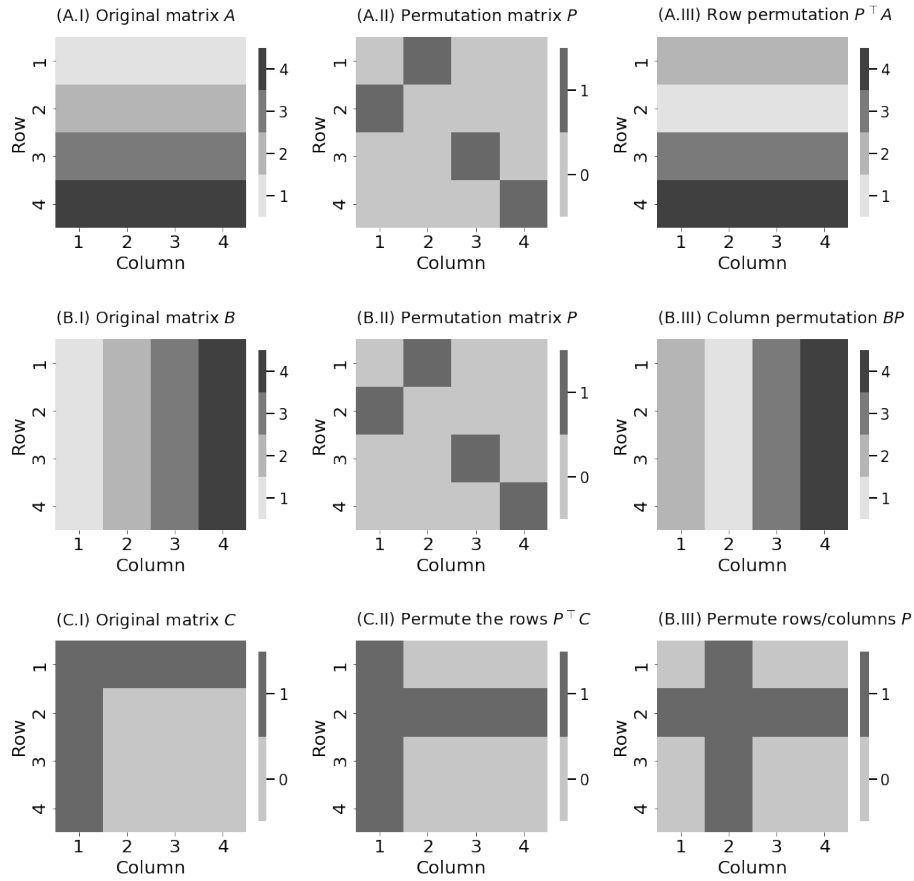 (A.I) Original matrix A
(A.II) Permutation matrix P
(A.III) Row permutation P⊤A
Row
1
2
3
4
1 2 3 4
Column
4
3
2
1
Row
1
2
3
4
1 2 3 4
Column
1
0
Row
1
2
3
4
1 2 3 4
Column
4
3
2
1
(B.I) Original matrix B
(B.II) Permutation matrix P
(B.III) Column permutation BP
Row
1
2
3
4
1 2 3 4
Column
4
3
2
1
Row
1
2
3
4
1 2 3 4
Column
1
0
Row
1
2
3
4
1 2 3 4
Column
4
3
2
1
(C.I) Original matrix C
(C.II) Permute the rows P⊤C
(B.III) Permute rows/columns P
Row
1
2
3
4
1 2 3 4
Column
1
0
Row
1
2
3
4
1 2 3 4
Column
1
0
Row
1
2
3
4
1 2 3 4
Column
1
0